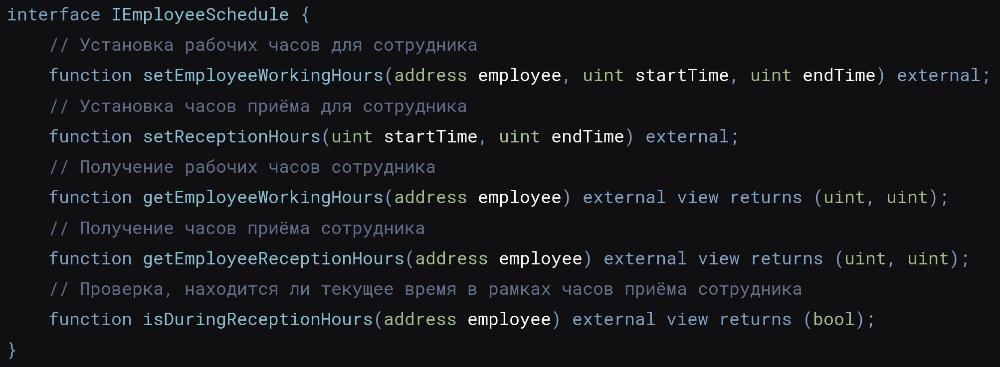 interface IEmployeeSchedule {
    // Установка рабочих часов для сотрудника
    function setEmployeeWorkingHours(address employee, uint startTime, uint endTime) external;
    // Установка часов приёма для сотрудника
    function setReceptionHours(uint startTime, uint endTime) external;
    // Получение рабочих часов сотрудника
    function getEmployeeWorkingHours(address employee) external view returns (uint, uint);
    // Получение часов приёма сотрудника
    function getEmployeeReceptionHours(address employee) external view returns (uint, uint);
    // Проверка, находится ли текущее время в рамках часов приёма сотрудника
    function isDuringReceptionHours(address employee) external view returns (bool);
}